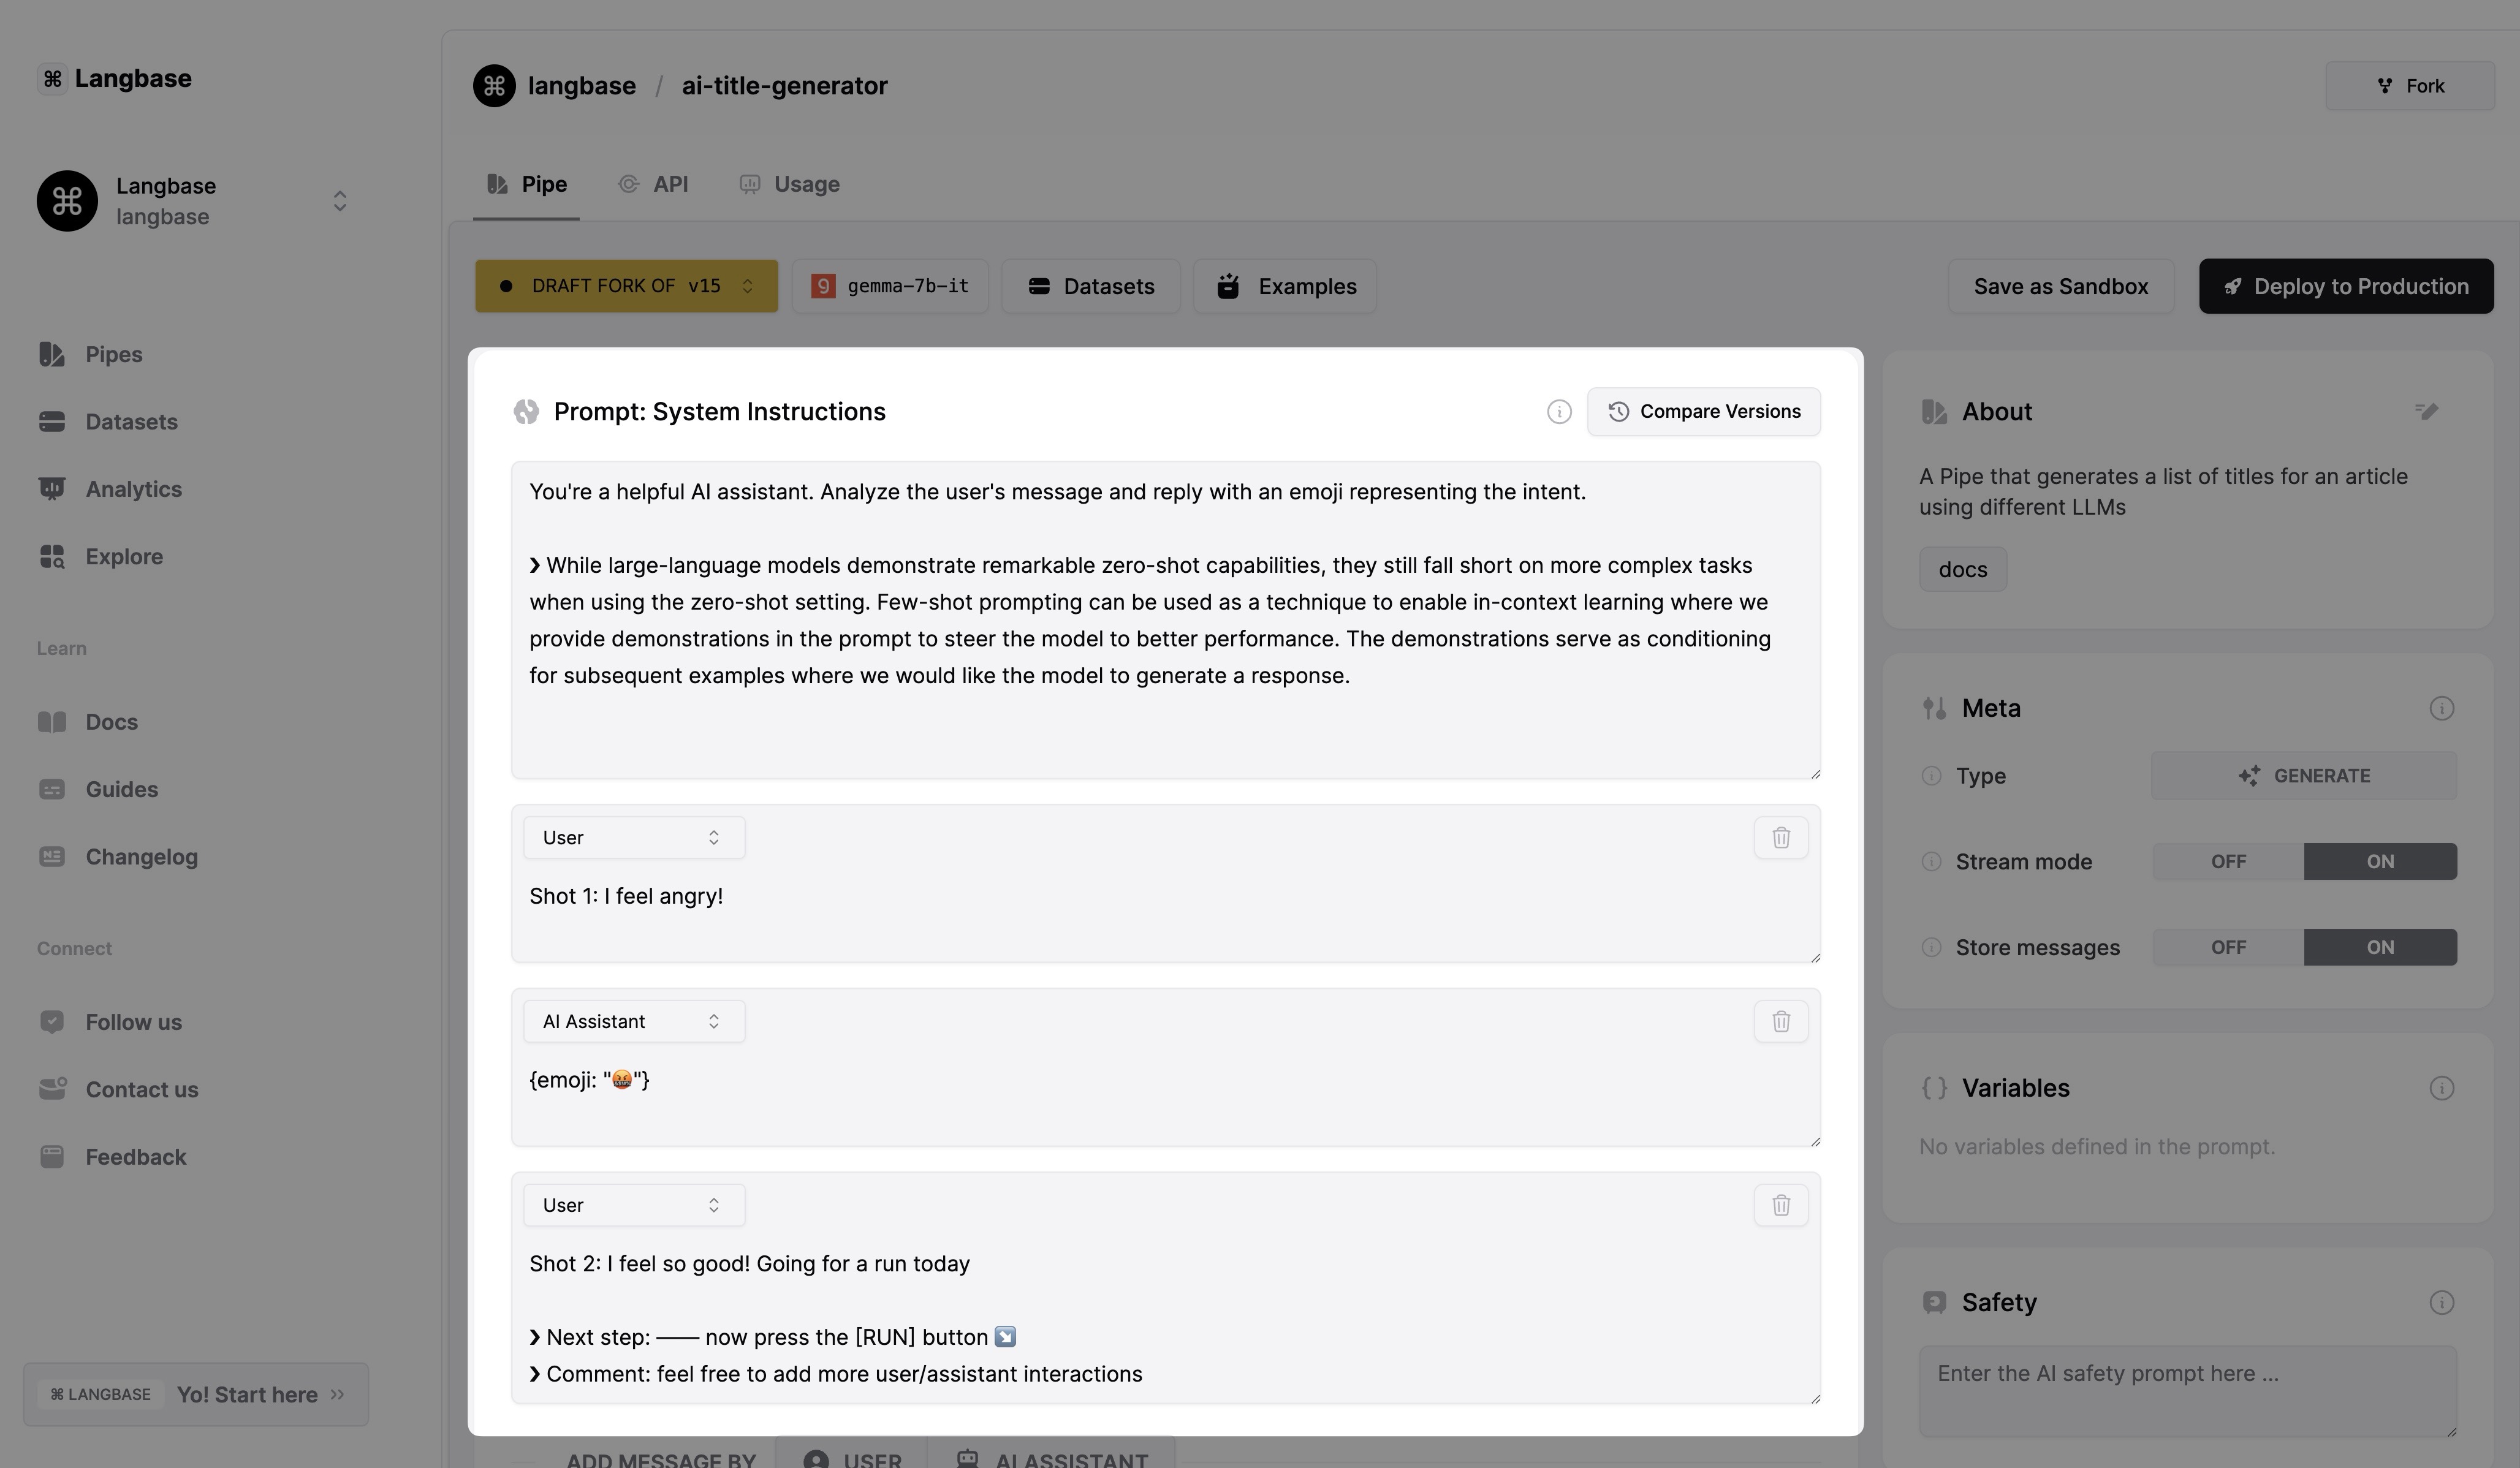 ⌘ Langbase
Langbase
langbase
Pipes
Datasets
Analytics
Explore
Learn
Docs
Guides
Changelog
Connect
Follow us
Contact us
Feedback
⌘ LANGBASE Yo! Start here »
langbase / ai-title-generator
Fork
Pipe API Usage
DRAFT FORK OF v15
g gemma-7b-it
Datasets
Examples
Save as Sandbox
Deploy to Production
Prompt: System Instructions
Compare Versions
You're a helpful AI assistant. Analyze the user's message and reply with an emoji representing the intent.
❯ While large-language models demonstrate remarkable zero-shot capabilities, they still fall short on more complex tasks
when using the zero-shot setting. Few-shot prompting can be used as a technique to enable in-context learning where we
provide demonstrations in the prompt to steer the model to better performance. The demonstrations serve as conditioning
for subsequent examples where we would like the model to generate a response.
User
Shot 1: I feel angry!
AI Assistant
{emoji: "🤬"}
User
Shot 2: I feel so good! Going for a run today
❯ Next step: —— now press the [RUN] button ↘️
❯ Comment: feel free to add more user/assistant interactions
ADD MESSAGE BY USER AI ASSISTANT
About
A Pipe that generates a list of titles for an article
using different LLMs
docs
Meta
Type GENERATE
Stream mode OFF ON
Store messages OFF ON
{ } Variables
No variables defined in the prompt.
Safety
Enter the AI safety prompt here ...